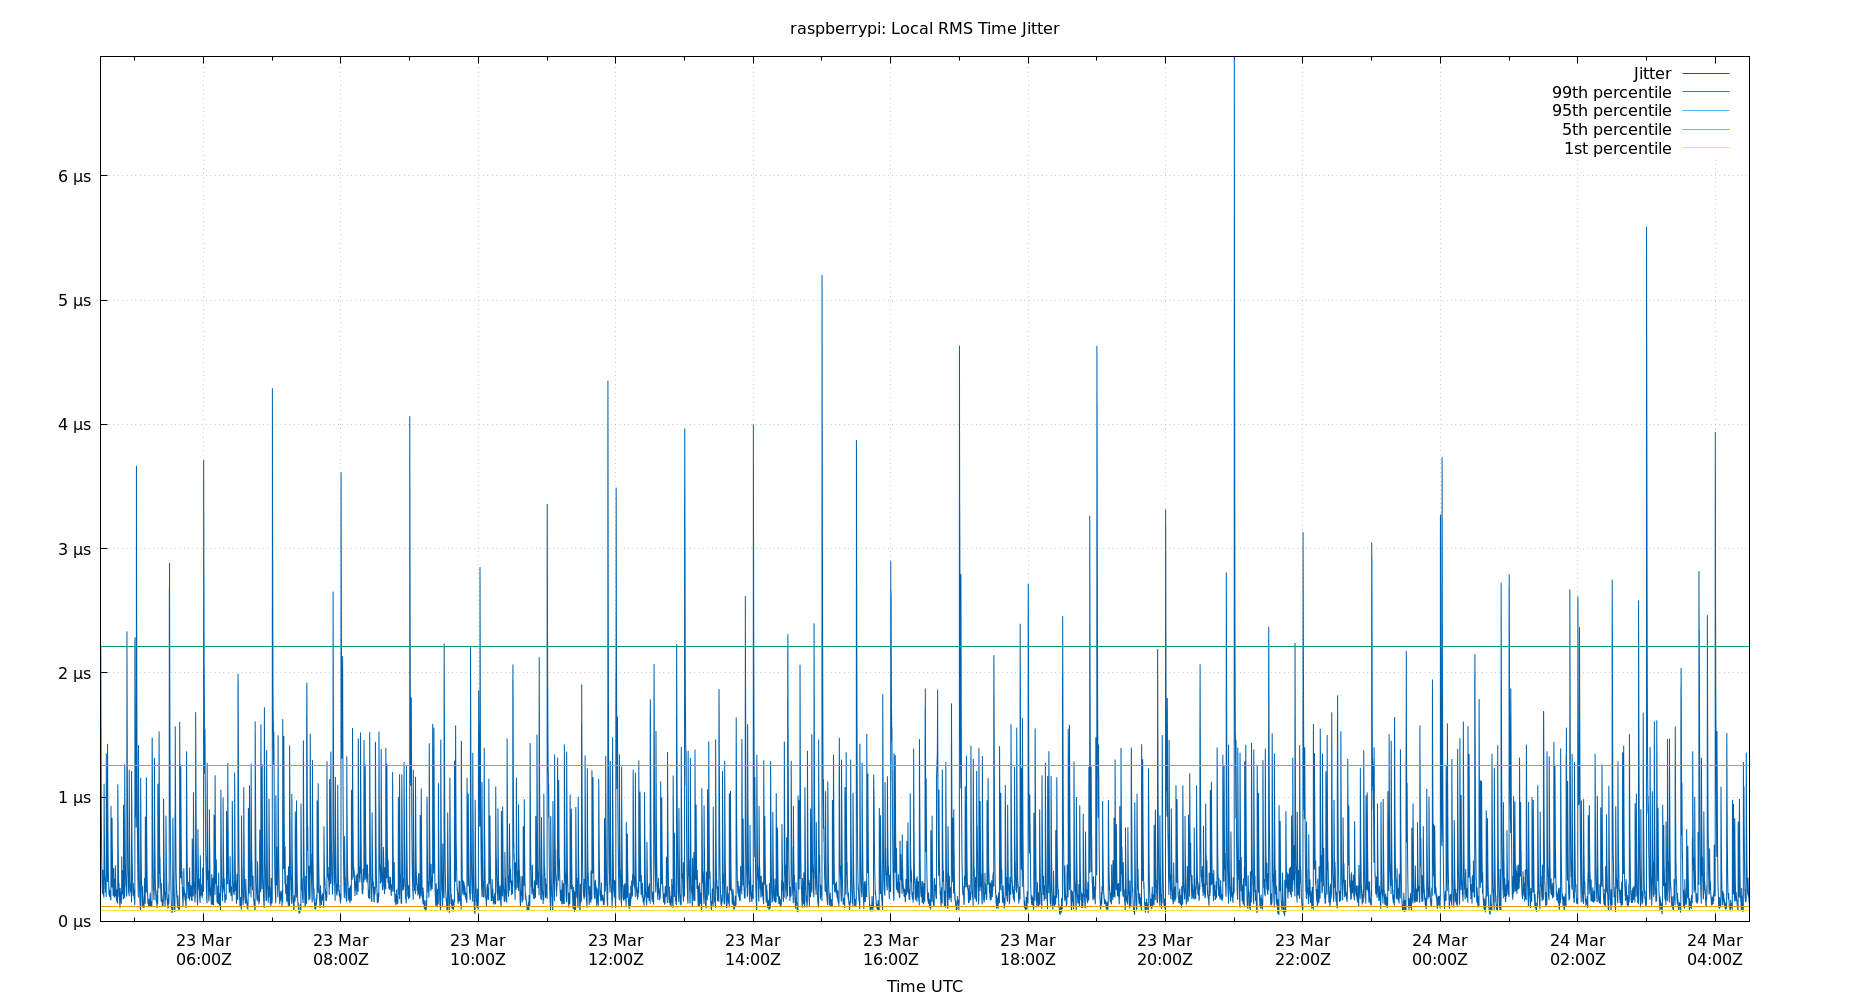 raspberrypi: Local RMS Time Jitter
Jitter
99th percentile
95th percentile
5th percentile
1st percentile
6 µs
5 µs
4 µs
3 µs
2 µs
1 µs
0 µs
23 Mar 23 Mar 23 Mar 23 Mar 23 Mar 23 Mar 23 Mar 23 Mar 23 Mar 24 Mar 24 Mar 24 Mar
06:00Z 08:00Z 10:00Z 12:00Z 14:00Z 16:00Z 18:00Z 20:00Z 22:00Z 00:00Z 02:00Z 04:00Z
Time UTC